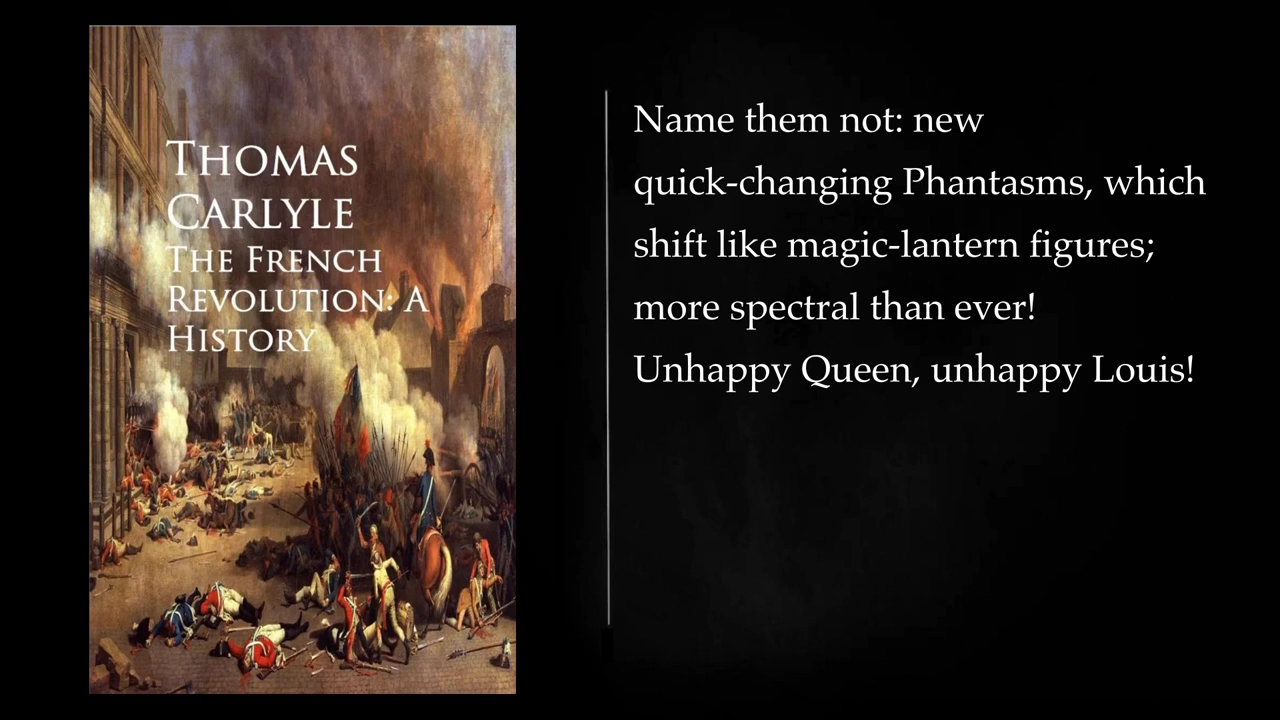 THOMAS
CARLYLE
THE FRENCH
REVOLUTION: A
HISTORY
Name them not: new
quick-changing Phantasms, which
shift like magic-lantern figures;
more spectral than ever!
Unhappy Queen, unhappy Louis!